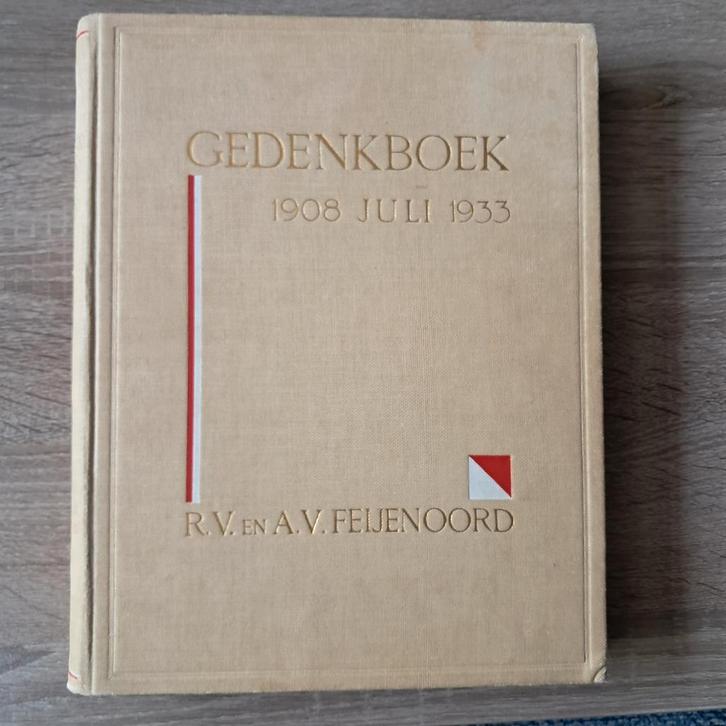 GEDENKBOEK
1908 JULI 1933
R.V. EN A.V. FEIJENOORD